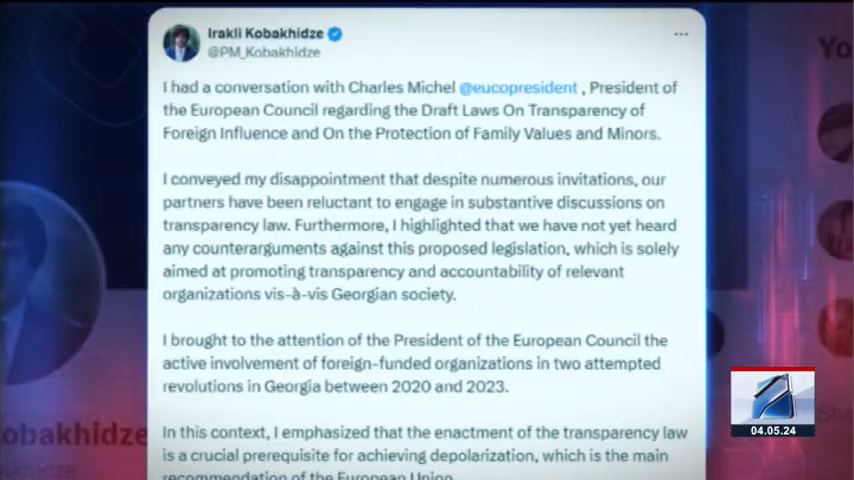 Irakli Kobakhidze
@PM_Kobakhidze
I had a conversation with Charles Michel @eucopresident , President of
the European Council regarding the Draft Laws On Transparency of
Foreign Influence and On the Protection of Family Values and Minors.
I conveyed my disappointment that despite numerous invitations, our
partners have been reluctant to engage in substantive discussions on
transparency law. Furthermore, I highlighted that we have not yet heard
any counterarguments against this proposed legislation, which is solely
aimed at promoting transparency and accountability of relevant
organizations vis-à-vis Georgian society.
I brought to the attention of the President of the European Council the
active involvement of foreign-funded organizations in two attempted
revolutions in Georgia between 2020 and 2023.
In this context, I emphasized that the enactment of the transparency law
is a crucial prerequisite for achieving depolarization, which is the main
recommendation of the European Union
04.05.24
obakhidze
Yo